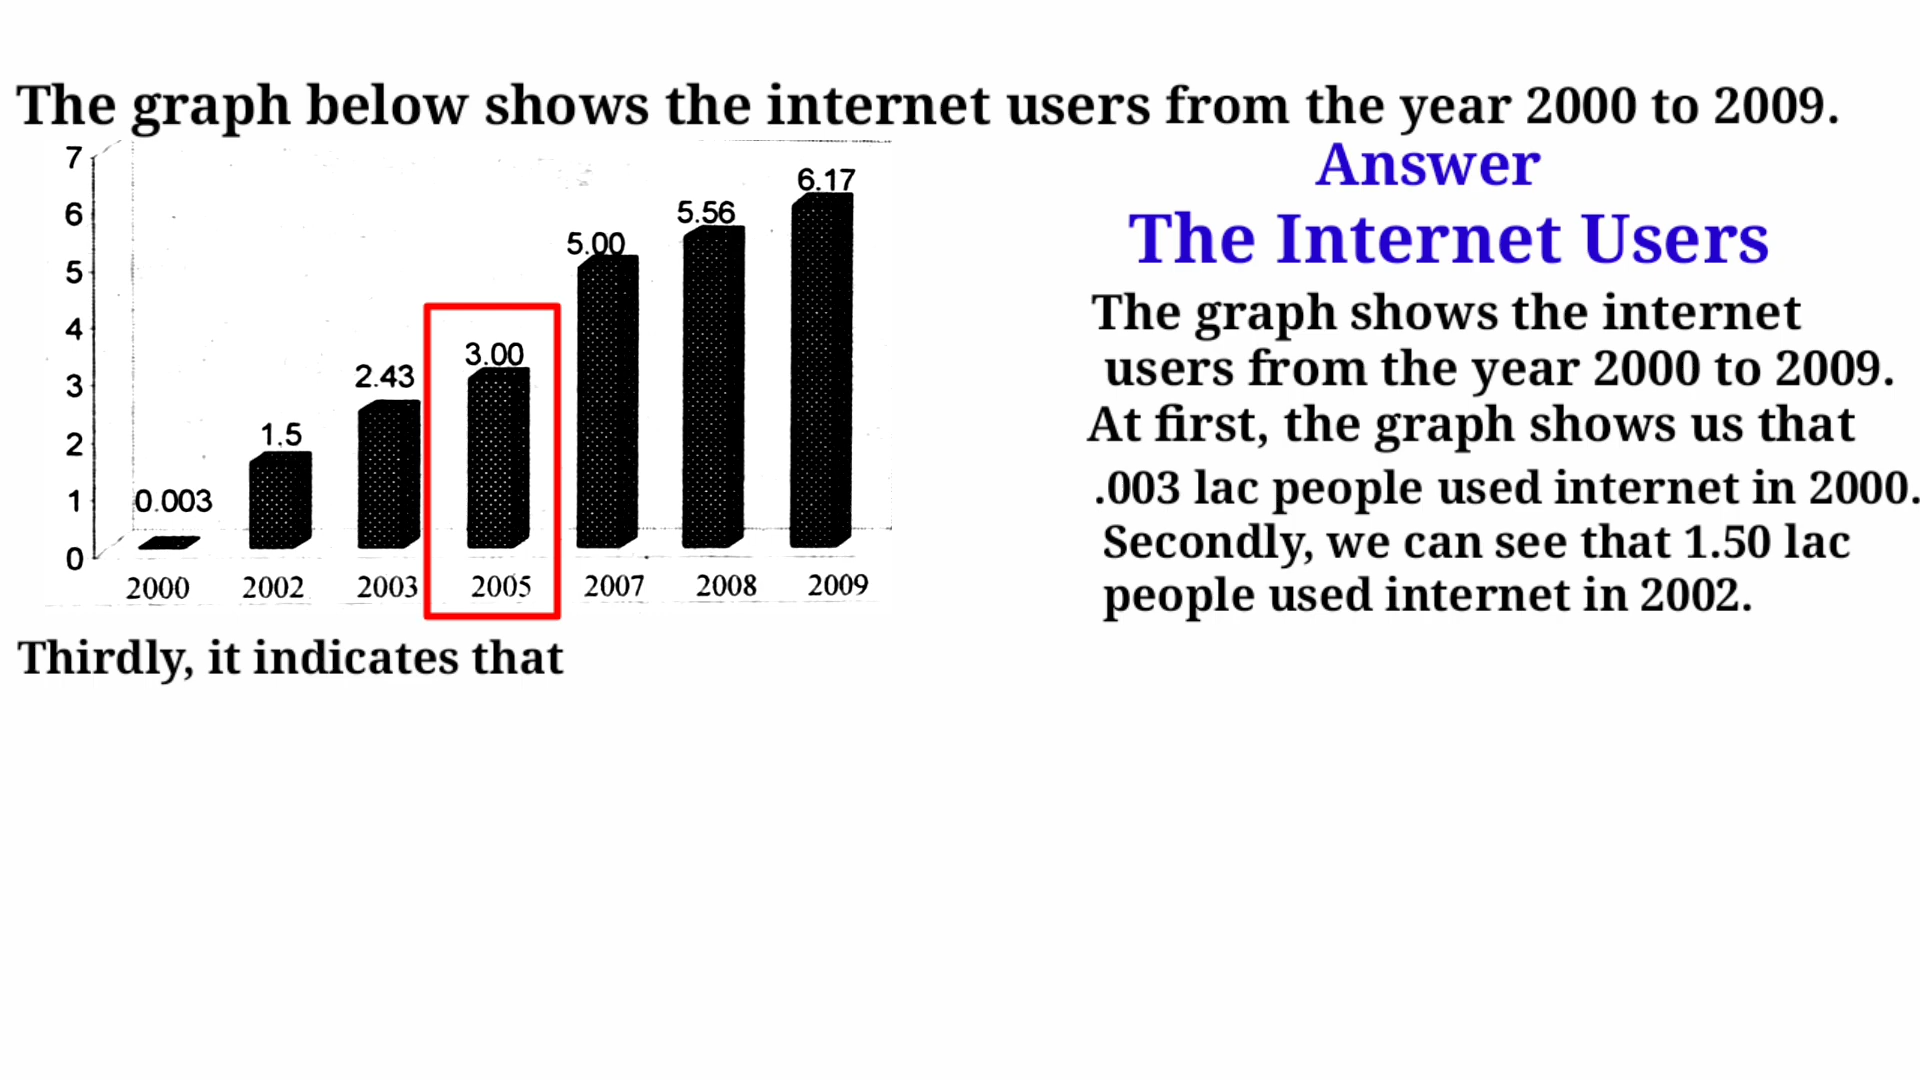 The graph below shows the internet users from the year 2000 to 2009.
7
6
5
4
3
2
1
0
0.003
1.5
2.43
3.00
5.00
5.56
6.17
2000 2002 2003 2005 2007 2008 2009
Answer
The Internet Users
The graph shows the internet
users from the year 2000 to 2009.
At first, the graph shows us that
.003 lac people used internet in 2000.
Secondly, we can see that 1.50 lac
people used internet in 2002.
Thirdly, it indicates that